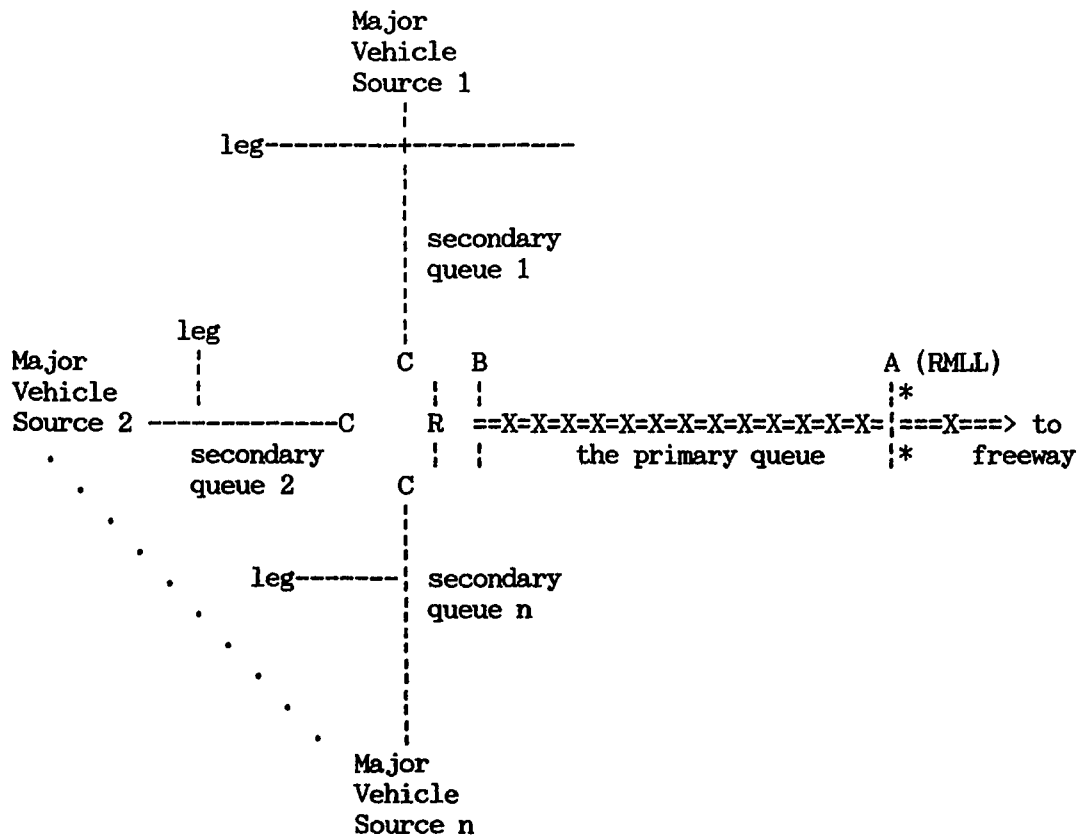 Major
Vehicle
Source 1
leg
secondary
queue 1
leg
Major
Vehicle
Source 2
C B A (RMLL)
C R ==X=X=X=X=X=X=X=X=X=X=X=X=X= ===X===> to
secondary
queue 2
the primary queue
freeway
*
*
C
leg
secondary
queue n
Major
Vehicle
Source n